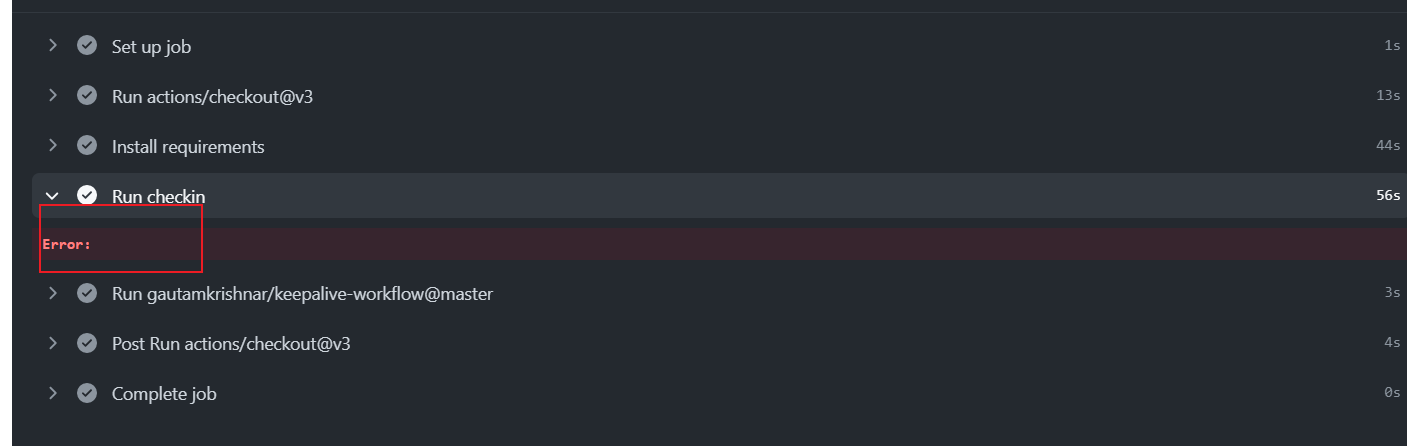 Set up job 1s
Run actions/checkout@v3 13s
Install requirements 44s
Run checkin 56s
Error:
Run gautamkrishnar/keepalive-workflow@master 3s
Post Run actions/checkout@v3 4s
Complete job 0s